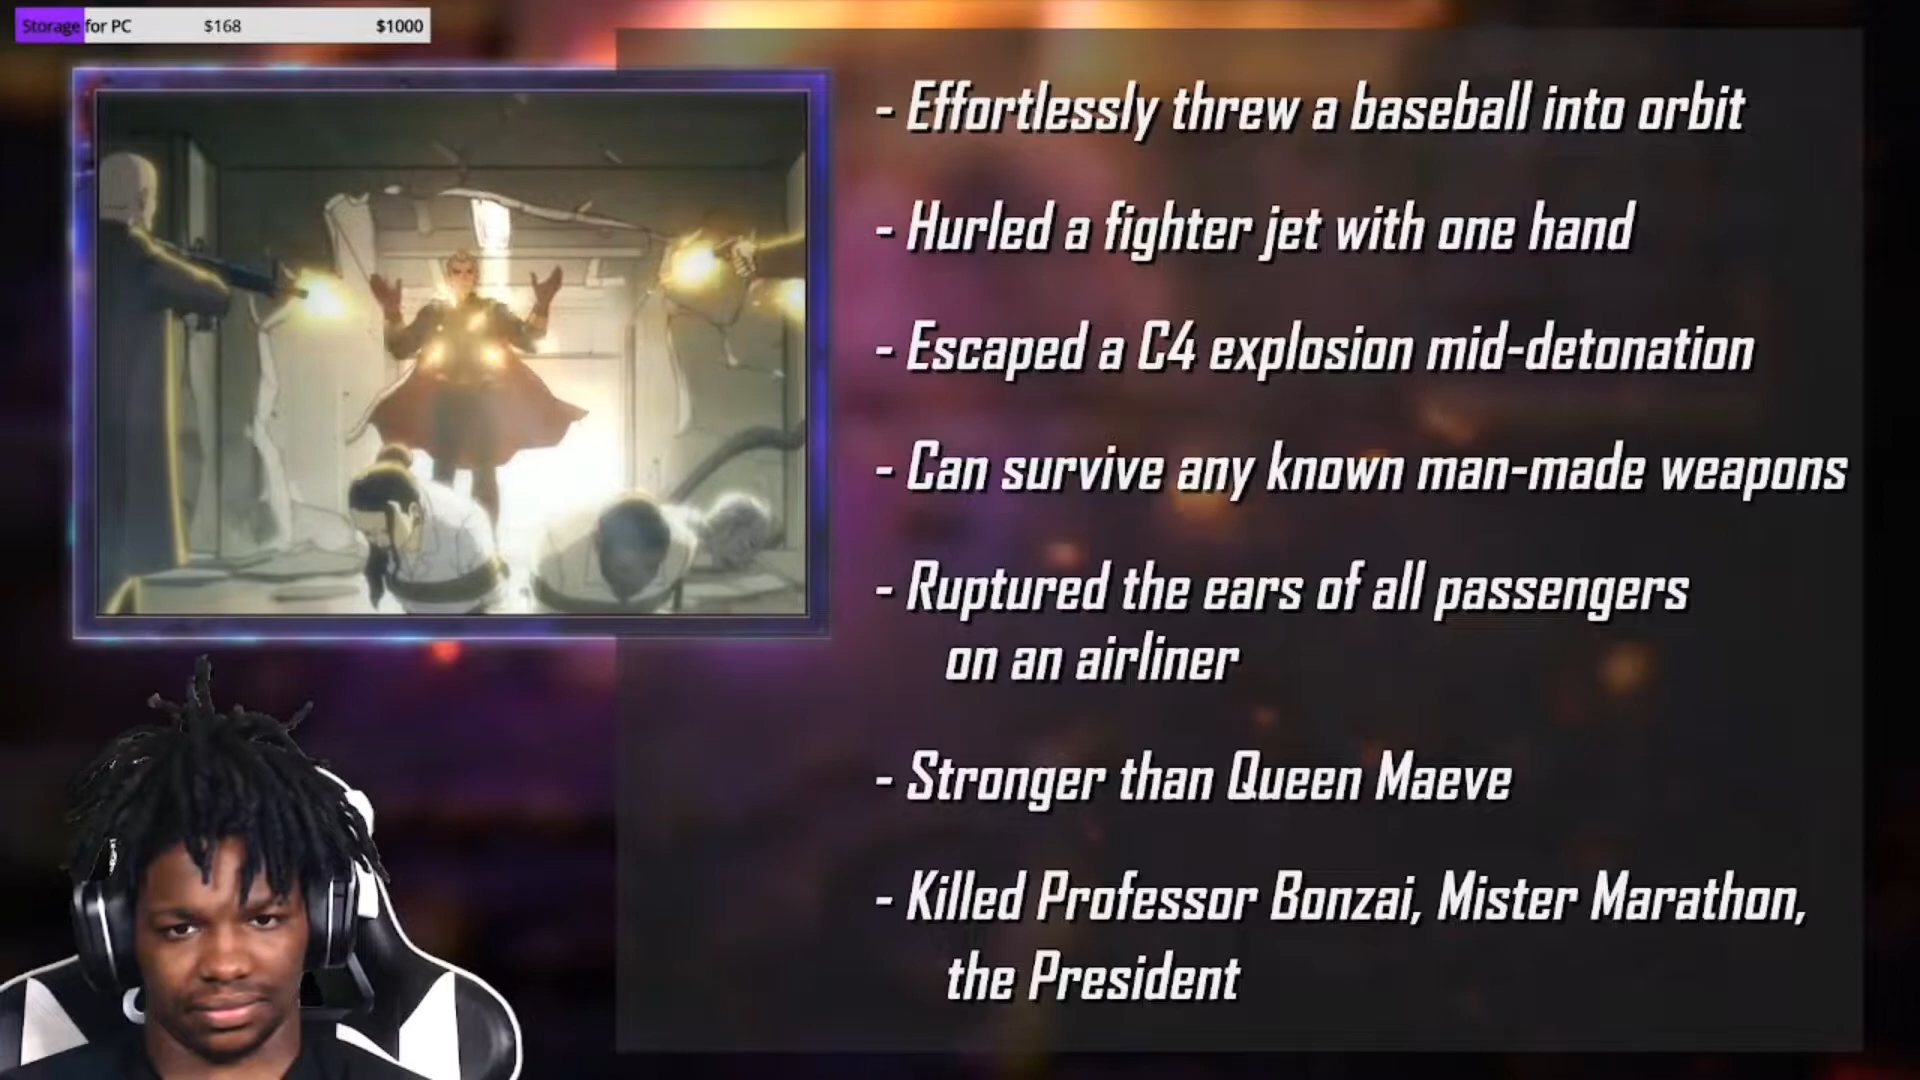 Storage for PC $168 $1000
- Effortlessly threw a baseball into orbit
- Hurled a fighter jet with one hand
- Escaped a C4 explosion mid-detonation
- Can survive any known man-made weapons
- Ruptured the ears of all passengers
on an airliner
- Stronger than Queen Maeve
- Killed Professor Bonzai, Mister Marathon,
the President